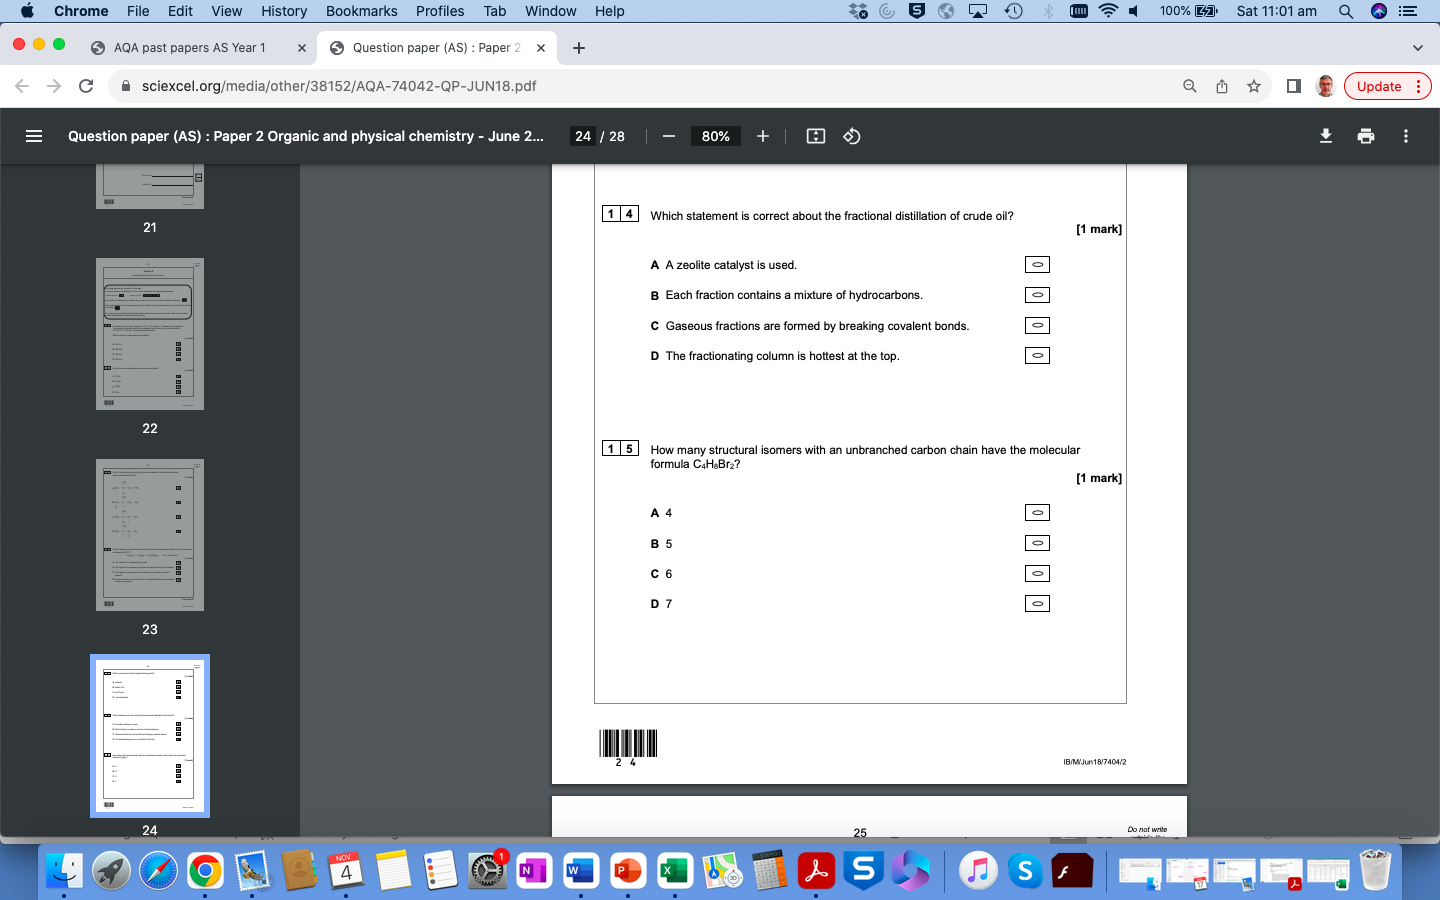 Chrome File Edit View History Bookmarks Profiles Tab Window Help 100% Sat 11:01 am
AQA past papers AS Year 1
Question paper (AS) : Paper 2
sciexcel.org/media/other/38152/AQA-74042-QP-JUN18.pdf
Update
Question paper (AS) : Paper 2 Organic and physical chemistry - June 2...
24 / 28
80%
21
22
23
24
1 4 Which statement is correct about the fractional distillation of crude oil?
[1 mark]
A A zeolite catalyst is used.
B Each fraction contains a mixture of hydrocarbons.
C Gaseous fractions are formed by breaking covalent bonds.
D The fractionating column is hottest at the top.
1 5 How many structural isomers with an unbranched carbon chain have the molecular
formula C₄H₈Br₂?
[1 mark]
A 4
B 5
C 6
D 7
2 4
IB/M/Jun18/7404/2
25
Do not write
NOV
4
1